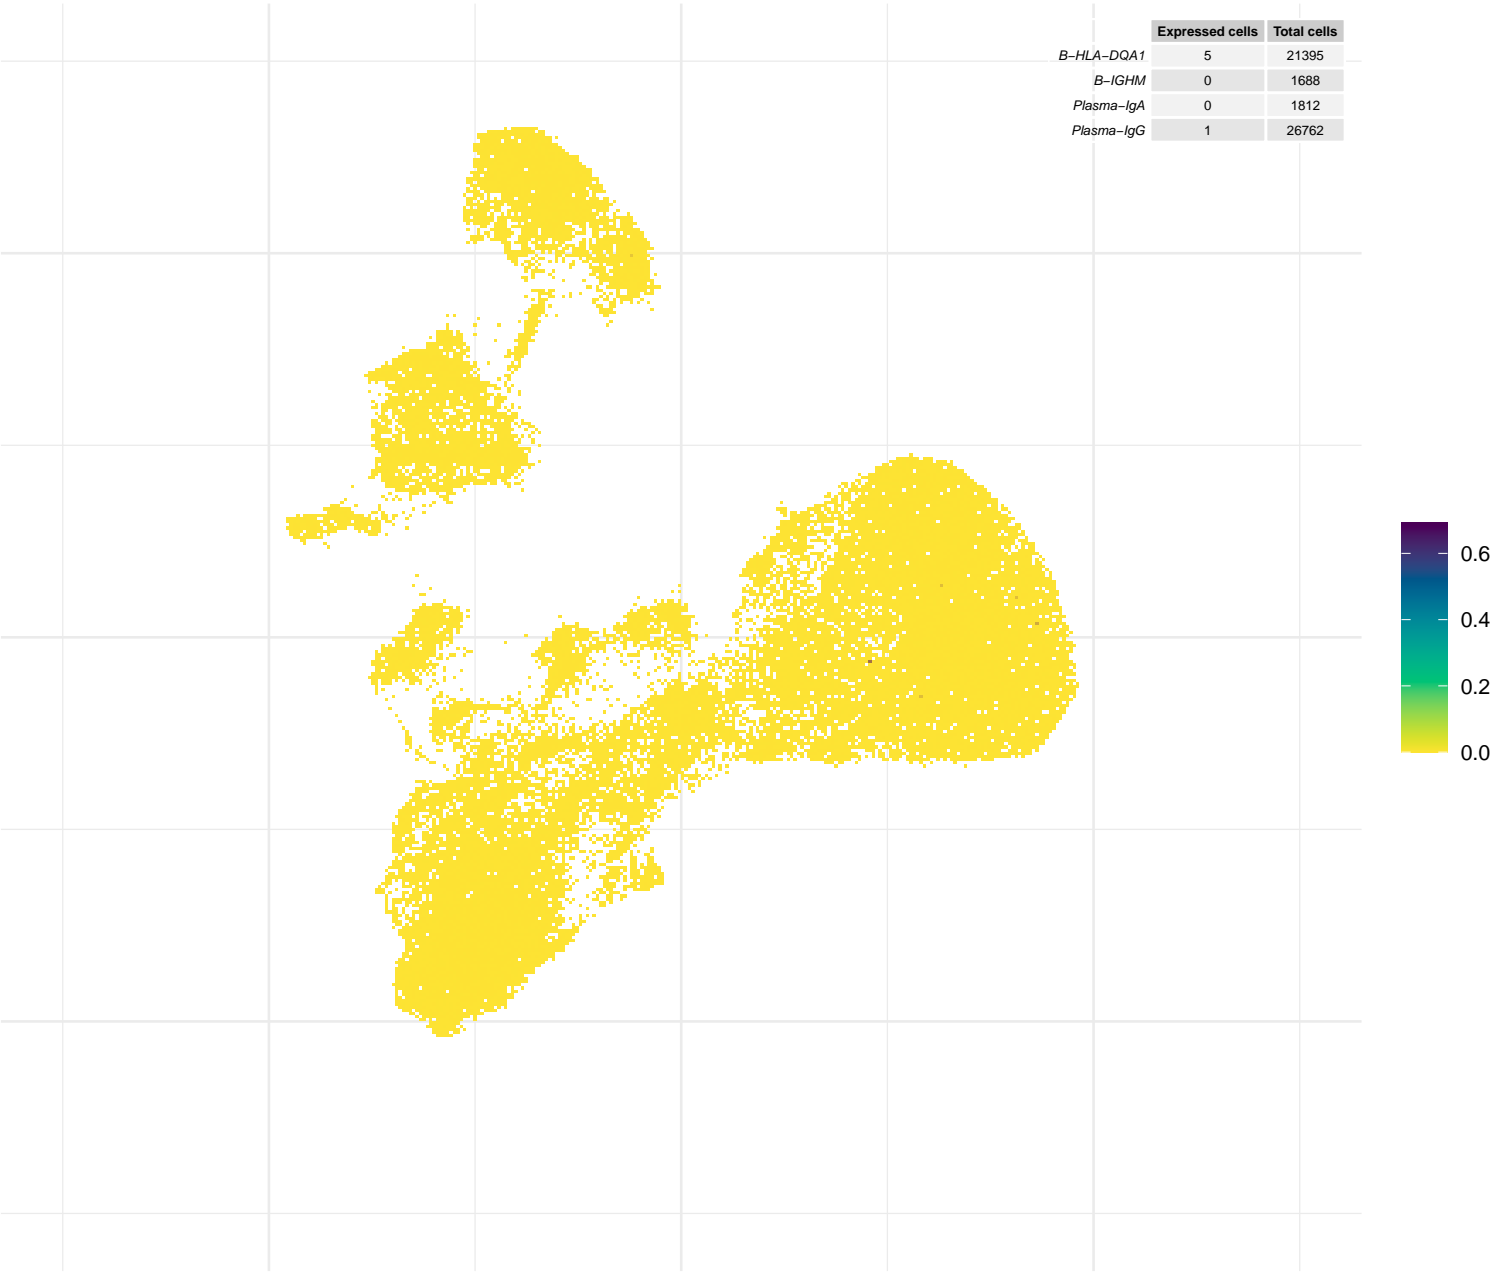 Expressed cells Total cells
B−HLA−DQA1 5 21395
B−IGHM 0 1688
Plasma−IgA 0 1812
Plasma−IgG 1 26762
0.6
0.4
0.2
0.0